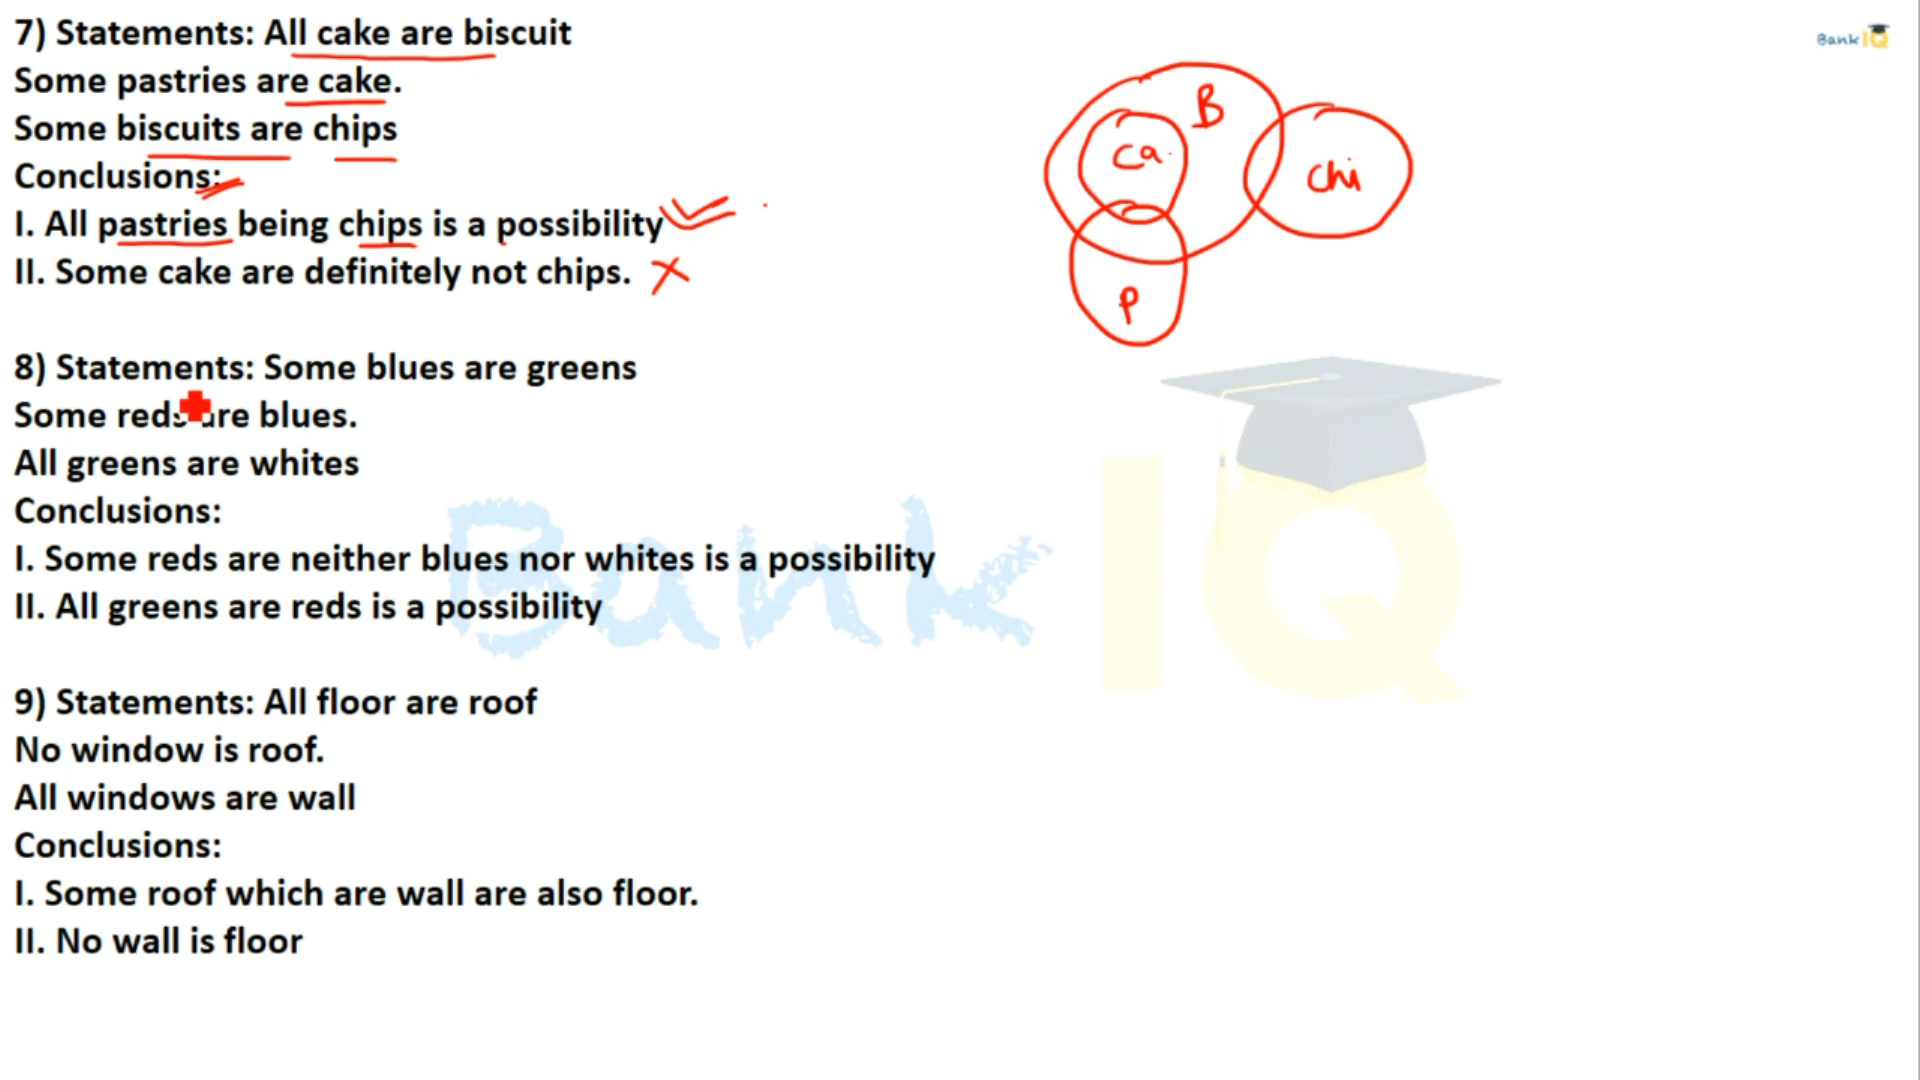 7) Statements: All cake are biscuit
Some pastries are cake.
Some biscuits are chips
Conclusions:
I. All pastries being chips is a possibility
II. Some cake are definitely not chips.
8) Statements: Some blues are greens
Some reds are blues.
All greens are whites
Conclusions:
I. Some reds are neither blues nor whites is a possibility
II. All greens are reds is a possibility
9) Statements: All floor are roof
No window is roof.
All windows are wall
Conclusions:
I. Some roof which are wall are also floor.
II. No wall is floor
B
Ca
Chi
P
Bank IQ
Bank IQ